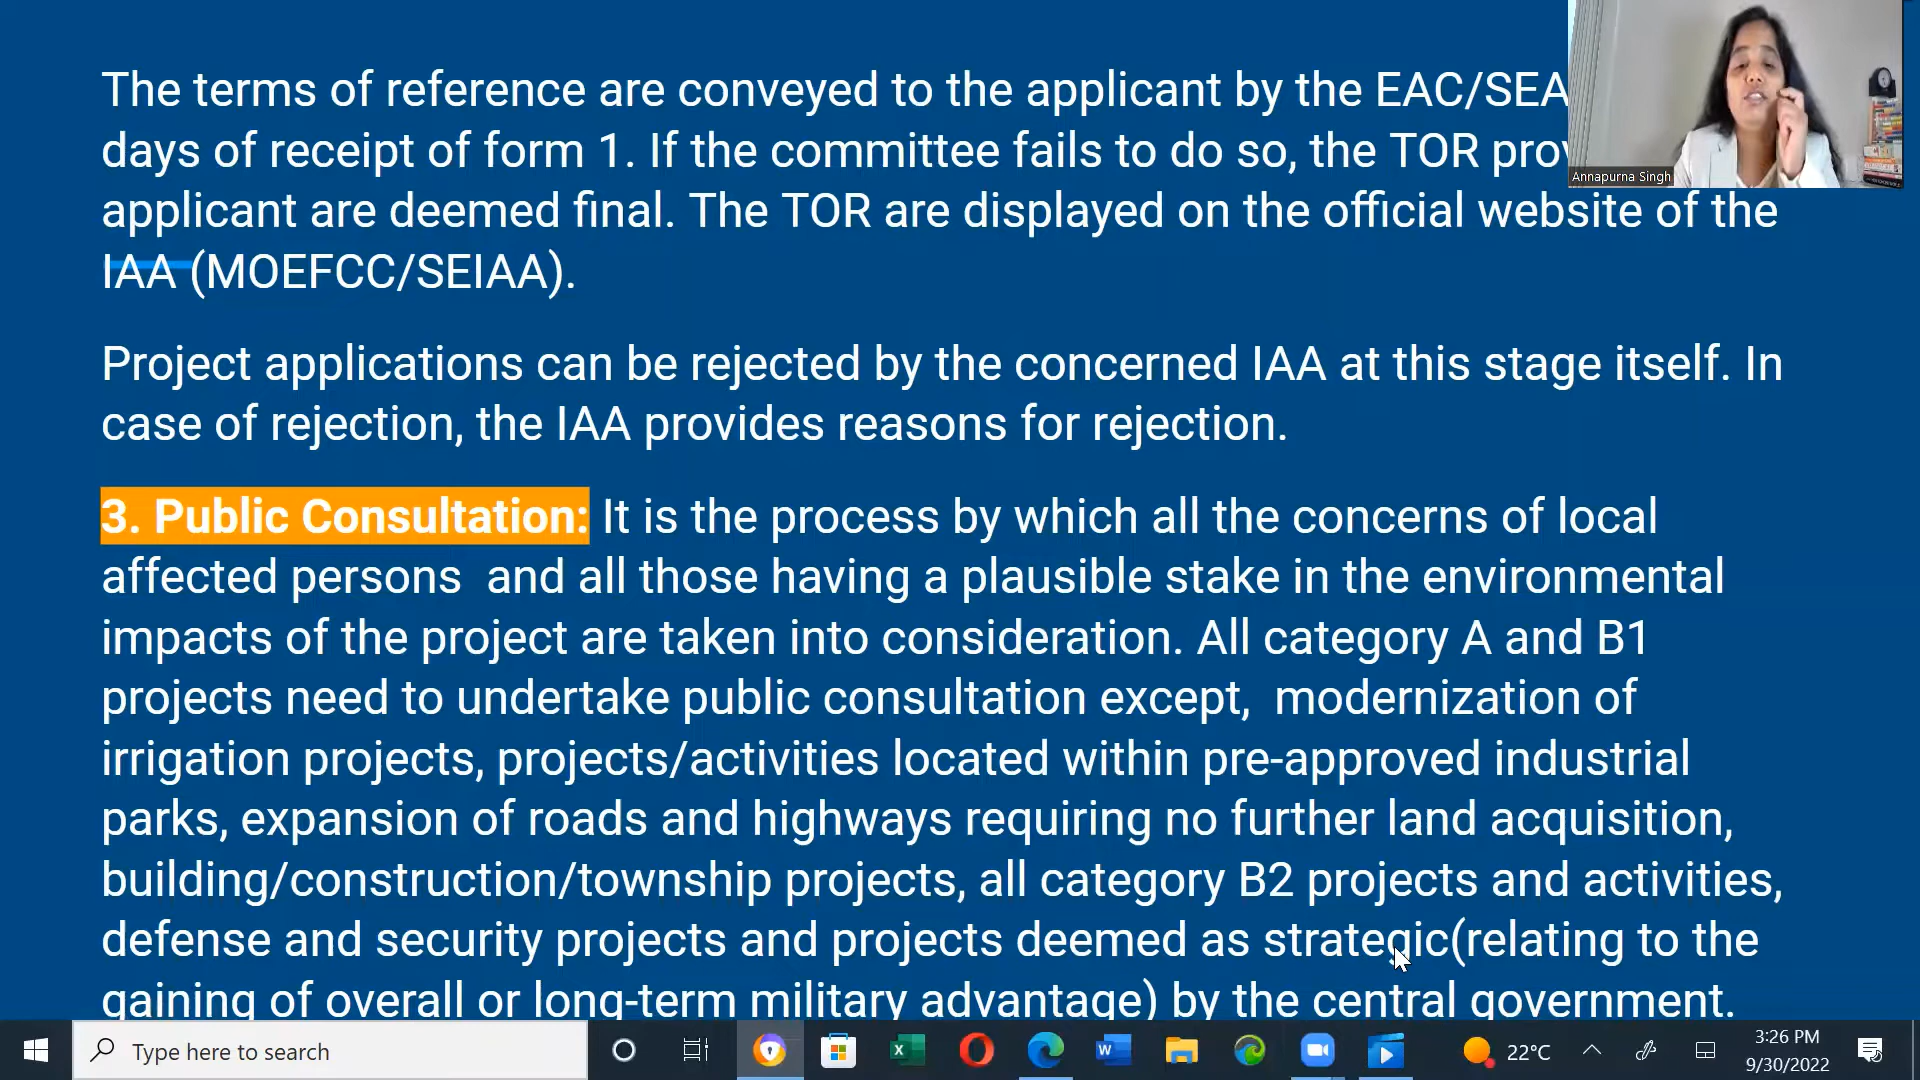 The terms of reference are conveyed to the applicant by the EAC/SEA
days of receipt of form 1. If the committee fails to do so, the TOR prov
applicant are deemed final. The TOR are displayed on the official website of the
IAA (MOEFCC/SEIAA).
Project applications can be rejected by the concerned IAA at this stage itself. In
case of rejection, the IAA provides reasons for rejection.
3. Public Consultation: It is the process by which all the concerns of local
affected persons  and all those having a plausible stake in the environmental
impacts of the project are taken into consideration. All category A and B1
projects need to undertake public consultation except,  modernization of
irrigation projects, projects/activities located within pre-approved industrial
parks, expansion of roads and highways requiring no further land acquisition,
building/construction/township projects, all category B2 projects and activities,
defense and security projects and projects deemed as strategic(relating to the
gaining of overall or long-term military advantage) by the central government.
Annapurna Singh
Type here to search
22°C
3:26 PM
9/30/2022